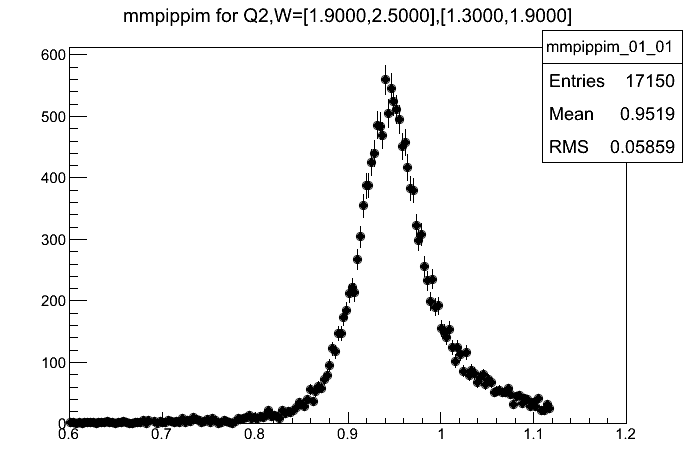 mmpippim for Q2,W=[1.9000,2.5000],[1.3000,1.9000]
mmpippim_01_01
Entries 17150
Mean 0.9519
RMS 0.05859
600
500
400
300
200
100
0
0.6 0.7 0.8 0.9 1 1.1 1.2